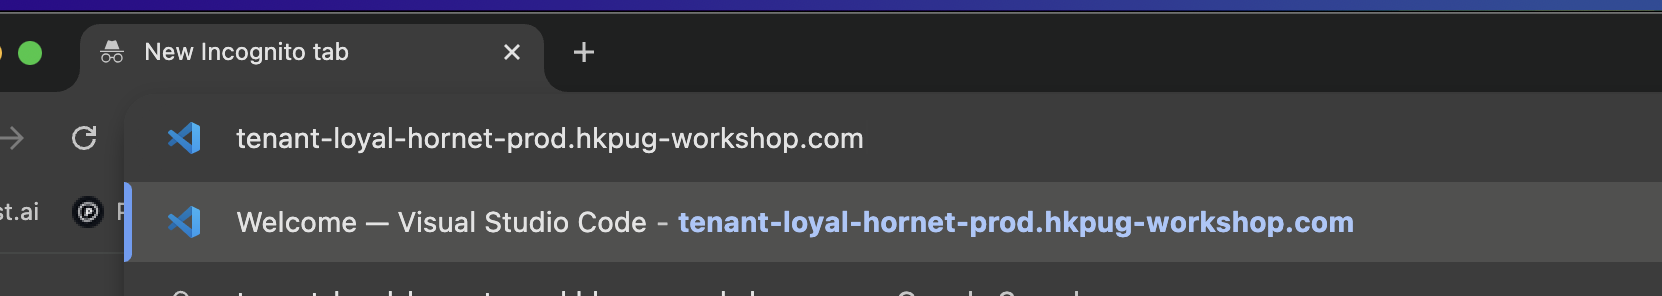 New Incognito tab
tenant-loyal-hornet-prod.hkpug-workshop.com
st.ai
Welcome — Visual Studio Code - tenant-loyal-hornet-prod.hkpug-workshop.com